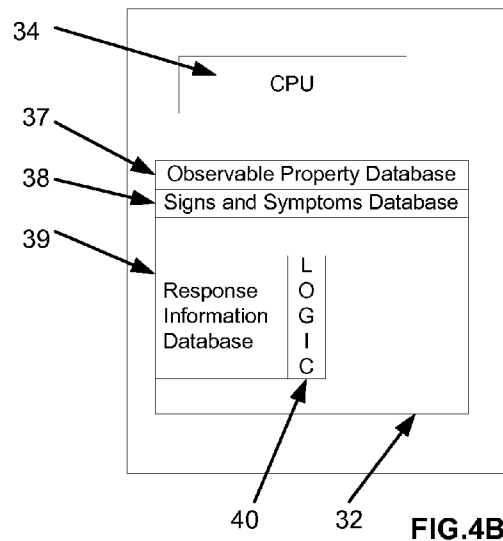 34
CPU
37
Observable Property Database
38
Signs and Symptoms Database
39
Response
Information
Database
L
O
G
I
C
40
32
FIG.4B